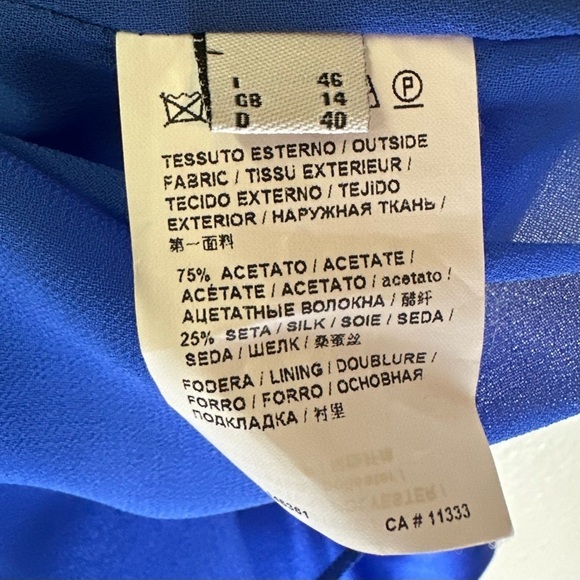 I 46
GB 14
D 40
P
TESSUTO ESTERNO / OUTSIDE
FABRIC / TISSU EXTERIEUR /
TECIDO EXTERNO / TEJIDO
EXTERIOR / НАРУЖНАЯ ТКАНЬ /
第一面料
75% ACETATO / ACETATE /
ACÉTATE / ACETATO / acetato /
АЦЕТАТНЫЕ ВОЛОКНА / 醋纤
25% SETA / SILK / SOIE / SEDA /
SEDA / ШЕЛК / 桑蚕丝
FODERA / LINING / DOUBLURE /
FORRO / FORRO / ОСНОВНАЯ
ПОДКЛАДКА / 衬里
CA # 11333